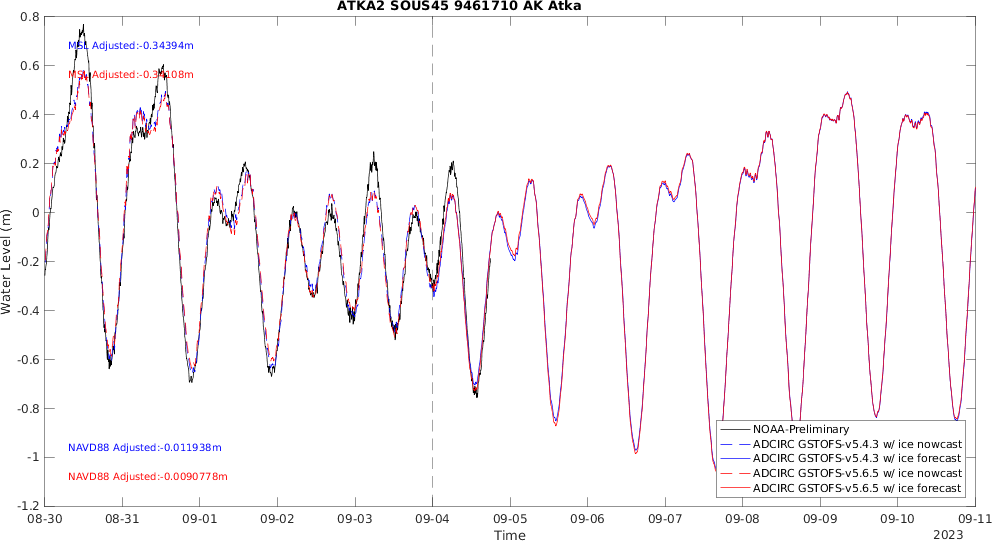 ATKA2 SOUS45 9461710 AK Atka
0.8
0.6
0.4
0.2
0
-0.2
-0.4
-0.6
-0.8
-1
-1.2
Water Level (m)
MSL Adjusted:-0.34394m
MSL Adjusted:-0.34108m
NAVD88 Adjusted:-0.011938m
NAVD88 Adjusted:-0.0090778m
NOAA-Preliminary
ADCIRC GSTOFS-v5.4.3 w/ ice nowcast
ADCIRC GSTOFS-v5.4.3 w/ ice forecast
ADCIRC GSTOFS-v5.6.5 w/ ice nowcast
ADCIRC GSTOFS-v5.6.5 w/ ice forecast
08-30 08-31 09-01 09-02 09-03 09-04 09-05 09-06 09-07 09-08 09-09 09-10 09-11
Time
2023